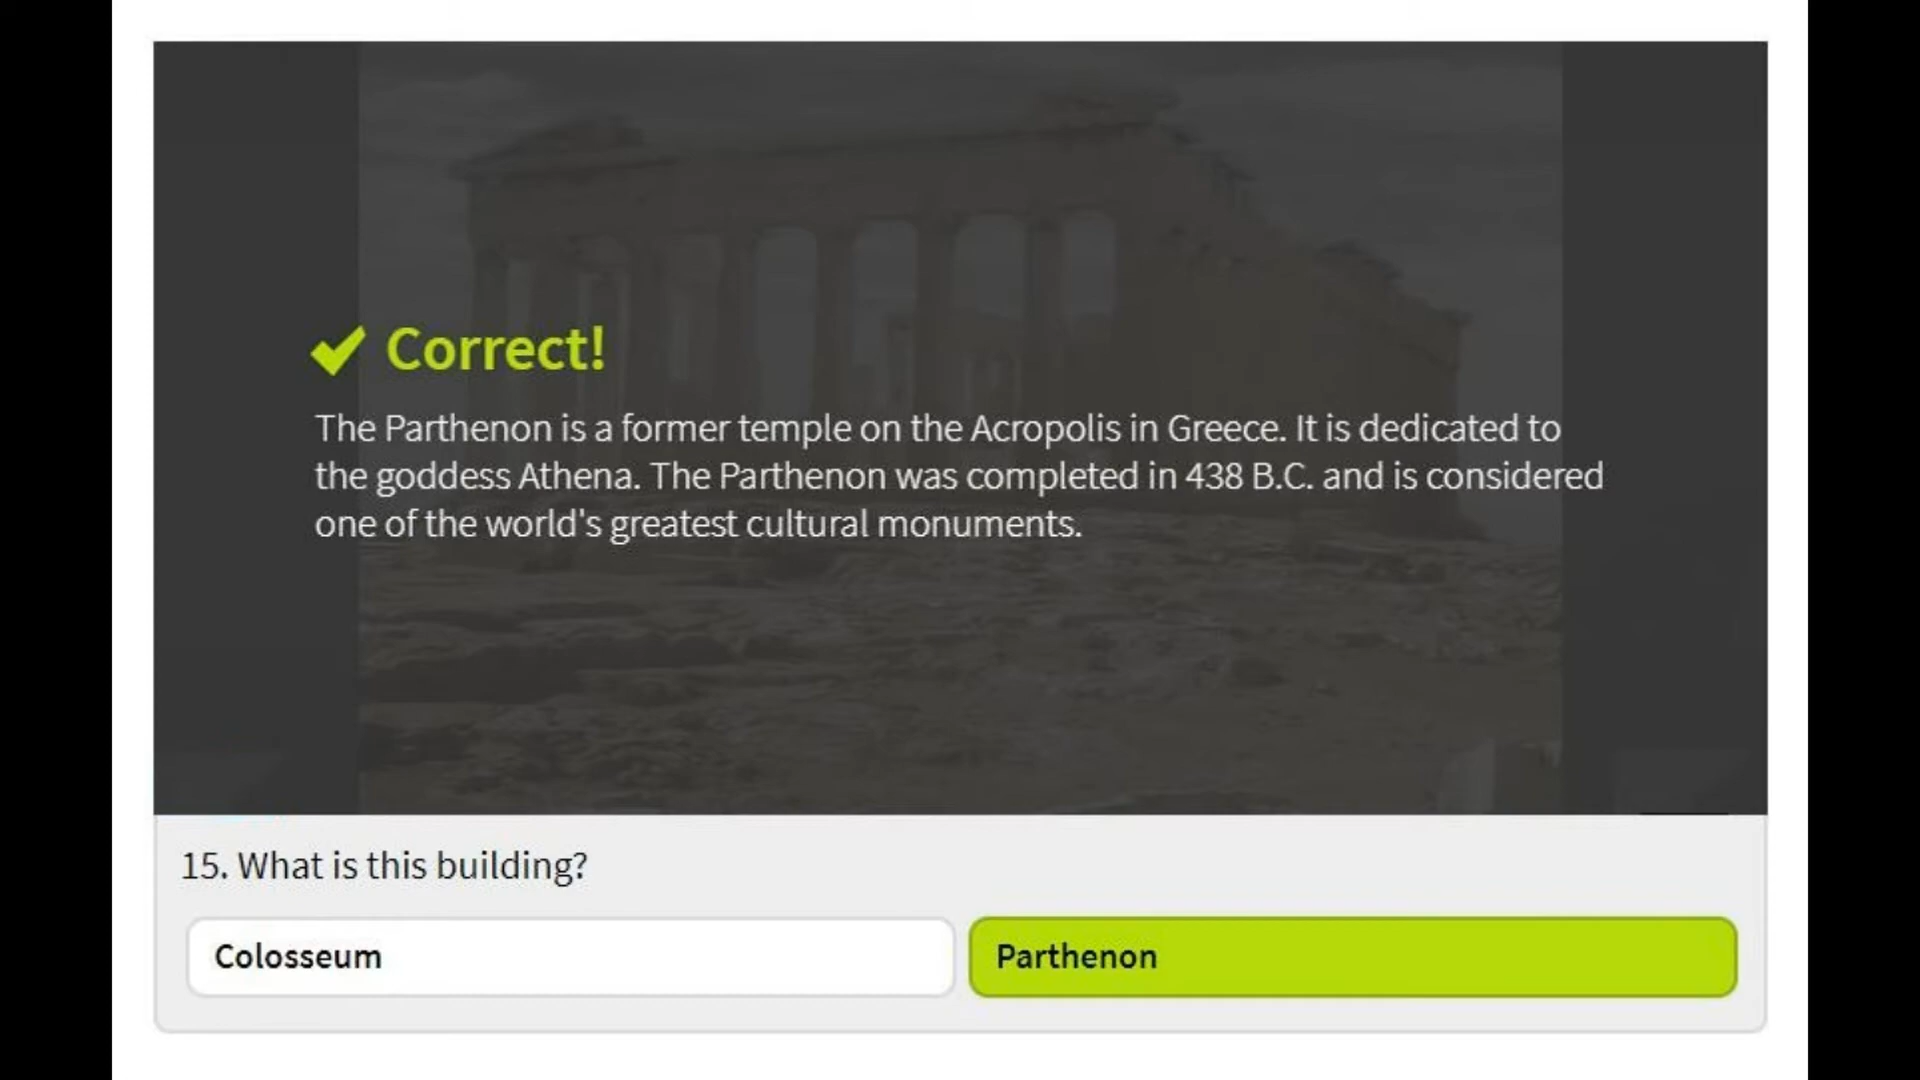 Correct!
The Parthenon is a former temple on the Acropolis in Greece. It is dedicated to
the goddess Athena. The Parthenon was completed in 438 B.C. and is considered
one of the world's greatest cultural monuments.
15. What is this building?
Colosseum
Parthenon